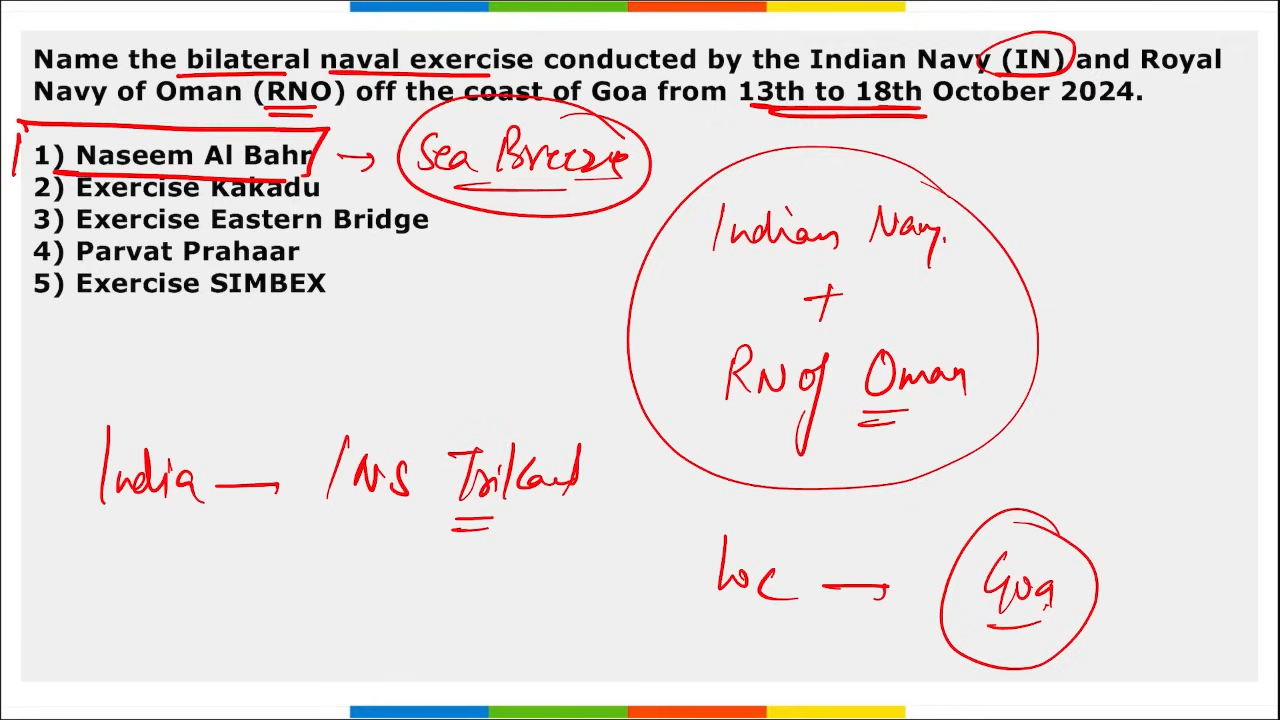 Name the bilateral naval exercise conducted by the Indian Navy (IN) and Royal
Navy of Oman (RNO) off the coast of Goa from 13th to 18th October 2024.
1) Naseem Al Bahr → Sea Breeze
2) Exercise Kakadu
3) Exercise Eastern Bridge
4) Parvat Prahaar
5) Exercise SIMBEX
Indian Navy.
+
RN of Oman
India → INS Trikand
Loc → Goa